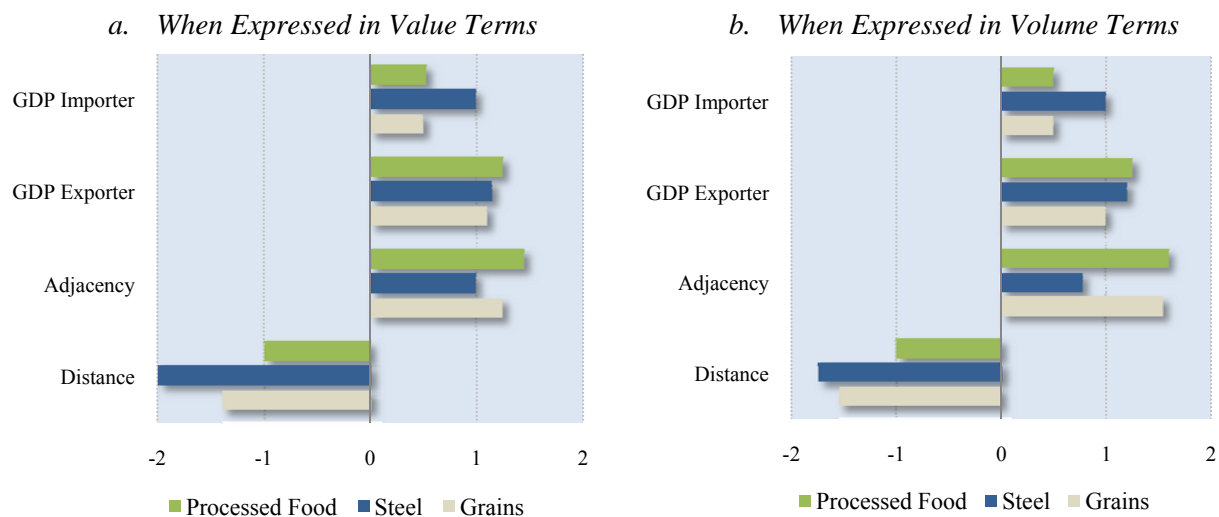 a. When Expressed in Value Terms
GDP Importer
GDP Exporter
Adjacency
Distance
-2 -1 0 1 2
Processed Food Steel Grains
b. When Expressed in Volume Terms
GDP Importer
GDP Exporter
Adjacency
Distance
-2 -1 0 1 2
Processed Food Steel Grains